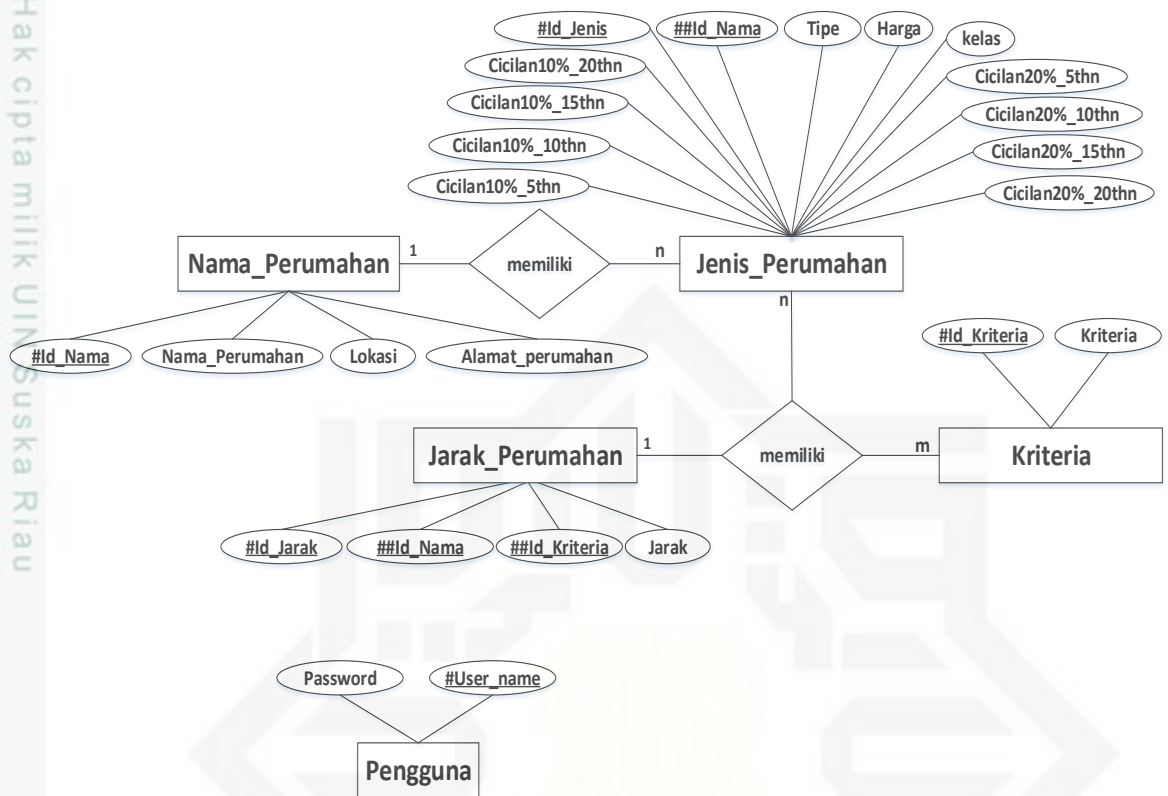 Hak cipta milik UIN Suska Riau
#Id_Jenis
##Id_Nama
Tipe
Harga
kelas
Cicilan10%_20thn
Cicilan20%_5thn
Cicilan10%_15thn
Cicilan20%_10thn
Cicilan10%_10thn
Cicilan20%_15thn
Cicilan10%_5thn
Cicilan20%_20thn
Nama_Perumahan
1
memiliki
n
Jenis_Perumahan
n
#Id_Nama
Nama_Perumahan
Lokasi
Alamat_perumahan
#Id_Kriteria
Kriteria
Jarak_Perumahan
1
memiliki
m
Kriteria
#Id_Jarak
##Id_Nama
##Id_Kriteria
Jarak
Password
#User_name
Pengguna